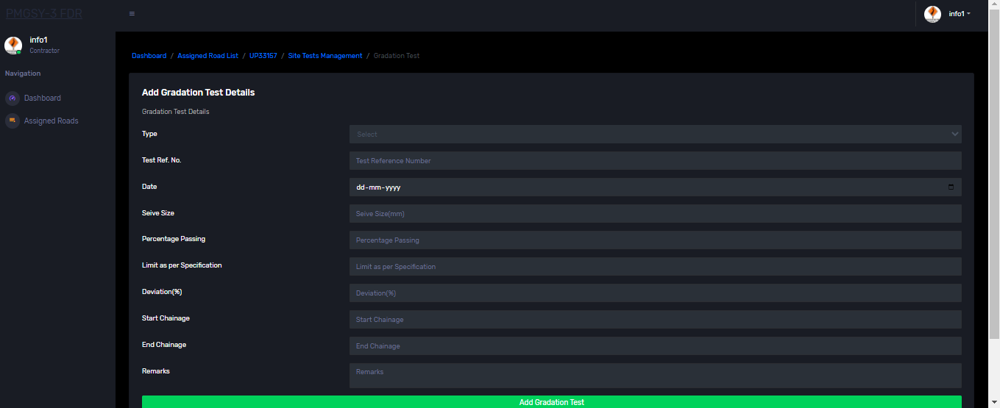 PMGSY-3 FDR
info1
info1
Contractor
Navigation
Dashboard
Assigned Roads
Dashboard / Assigned Road List / UP33157 / Site Tests Management / Gradation Test
Add Gradation Test Details
Gradation Test Details
Type Select
Test Ref. No. Test Reference Number
Date dd-mm-yyyy
Seive Size Seive Size(mm)
Percentage Passing Percentage Passing
Limit as per Specification Limit as per Specification
Deviation(%) Deviation(%)
Start Chainage Start Chainage
End Chainage End Chainage
Remarks Remarks
Add Gradation Test